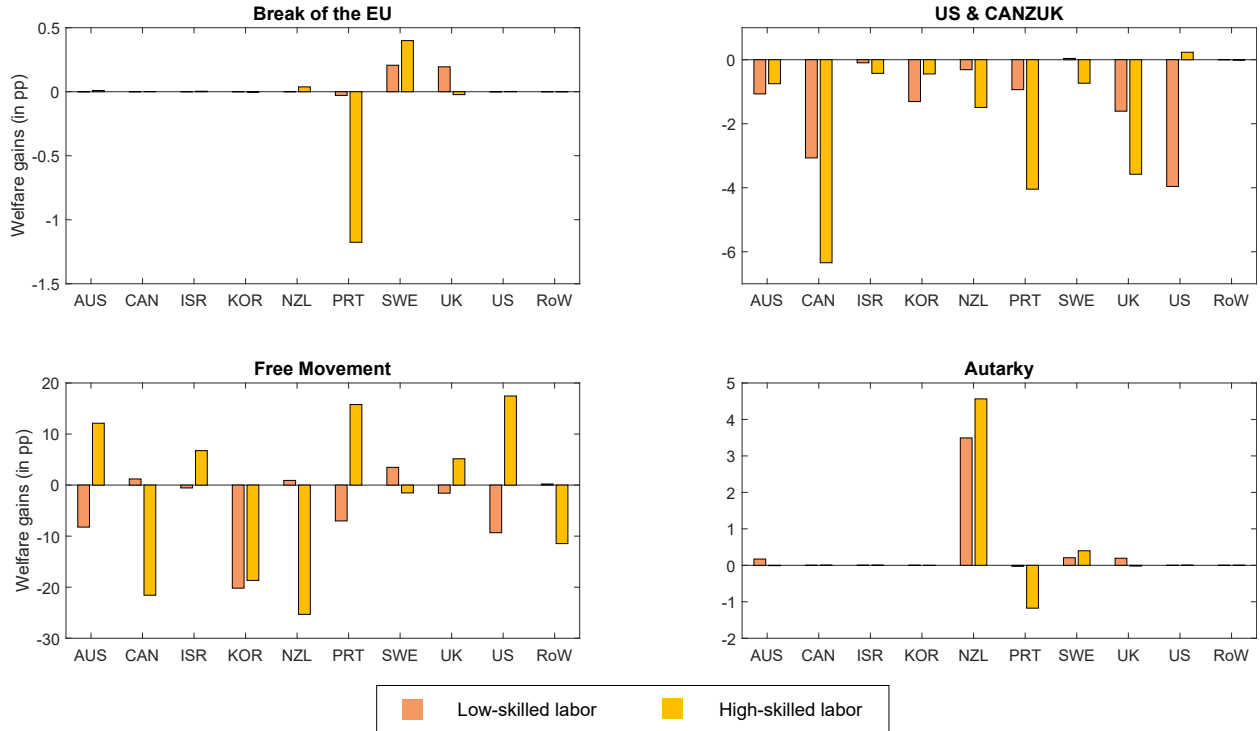 Break of the EU
Welfare gains (in pp)
0.5
0
-0.5
-1
-1.5
AUS CAN ISR KOR NZL PRT SWE UK US RoW
US & CANZUK
0
-2
-4
-6
AUS CAN ISR KOR NZL PRT SWE UK US RoW
Free Movement
Welfare gains (in pp)
20
10
0
-10
-20
-30
AUS CAN ISR KOR NZL PRT SWE UK US RoW
Autarky
5
4
3
2
1
0
-1
-2
AUS CAN ISR KOR NZL PRT SWE UK US RoW
Low-skilled labor High-skilled labor